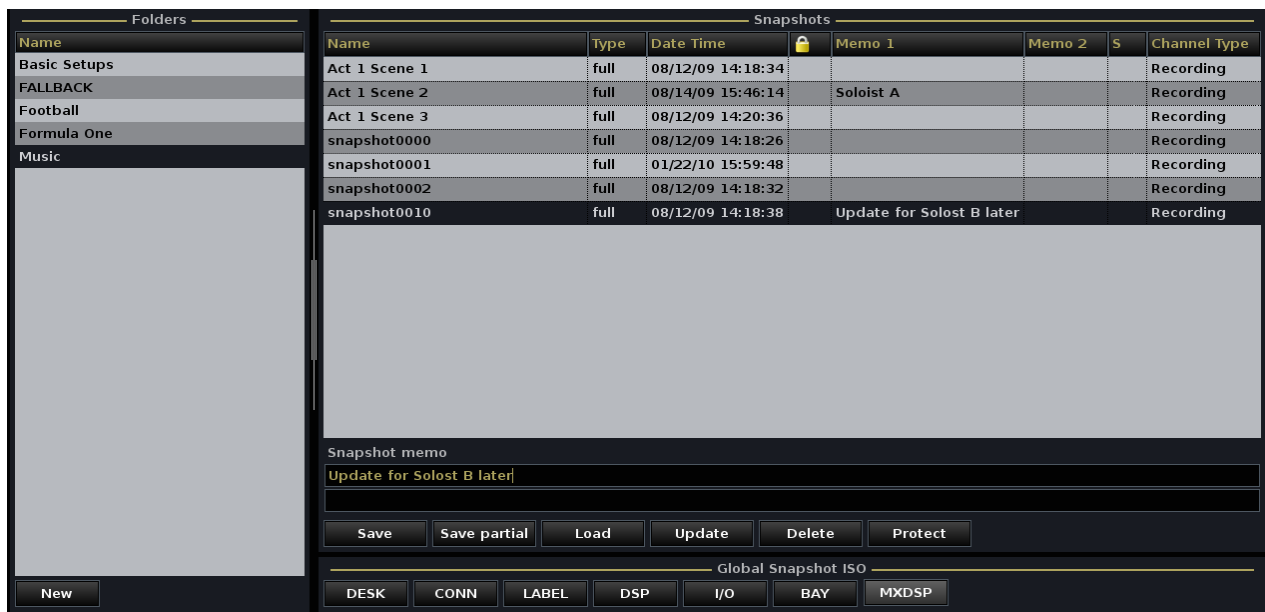 Folders
Name
Basic Setups
FALLBACK
Football
Formula One
Music
New
Snapshots
Name Type Date Time Memo 1 Memo 2 S Channel Type
Act 1 Scene 1 full 08/12/09 14:18:34 Recording
Act 1 Scene 2 full 08/14/09 15:46:14 Soloist A Recording
Act 1 Scene 3 full 08/12/09 14:20:36 Recording
snapshot0000 full 08/12/09 14:18:26 Recording
snapshot0001 full 01/22/10 15:59:48 Recording
snapshot0002 full 08/12/09 14:18:32 Recording
snapshot0010 full 08/12/09 14:18:38 Update for Solost B later Recording
Snapshot memo
Update for Solost B later
Save Save partial Load Update Delete Protect
Global Snapshot ISO
DESK CONN LABEL DSP I/O BAY MXDSP